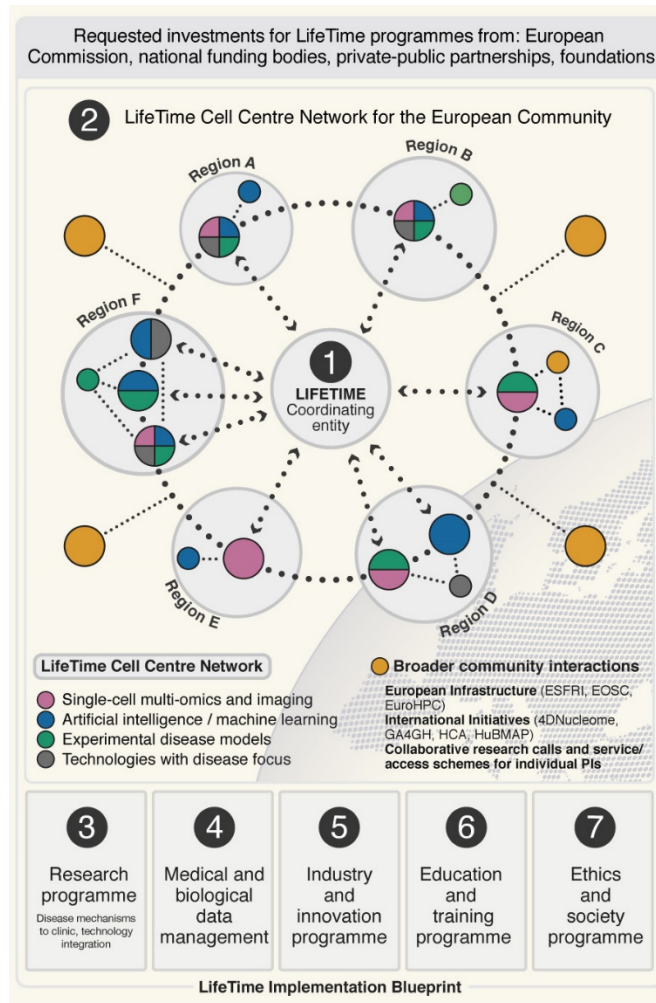 Requested investments for LifeTime programmes from: European
Commission, national funding bodies, private-public partnerships, foundations
2 LifeTime Cell Centre Network for the European Community
Region A
Region B
Region F
Region C
1
LIFETIME
Coordinating
entity
Region E
Region D
LifeTime Cell Centre Network
Single-cell multi-omics and imaging
Artificial intelligence / machine learning
Experimental disease models
Technologies with disease focus
Broader community interactions
European Infrastructure (ESFRI, EOSC,
EuroHPC)
International Initiatives (4DNucleome,
GA4GH, HCA, HuBMAP)
Collaborative research calls and service/
access schemes for individual PIs
3
Research
programme
Disease mechanisms
to clinic, technology
integration
4
Medical and
biological
data
management
5
Industry
and
innovation
programme
6
Education
and
training
programme
7
Ethics
and
society
programme
LifeTime Implementation Blueprint